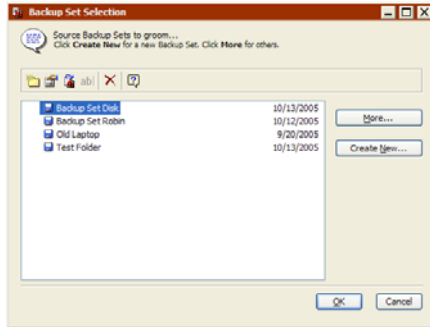 Backup Set Selection
Source Backup Sets to groom...
Click Create New for a new Backup Set. Click More for others.
ab
Backup Set Disk 10/13/2005
Backup Set Robin 10/12/2005
Old Laptop 9/20/2005
Test Folder 10/13/2005
More...
Create New...
OK Cancel